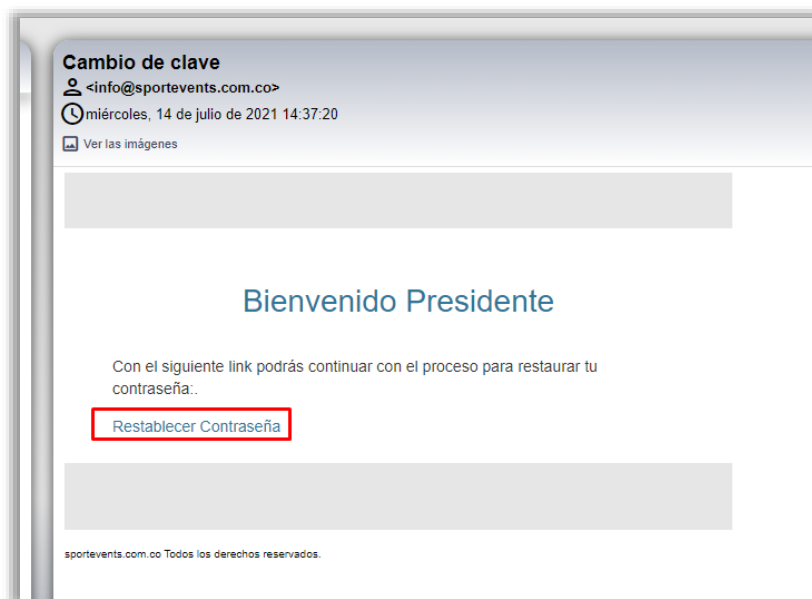 Cambio de clave
<info@sportevents.com.co>
miércoles, 14 de julio de 2021 14:37:20
Ver las imágenes
Bienvenido Presidente
Con el siguiente link podrás continuar con el proceso para restaurar tu
contraseña:.
Restablecer Contraseña
sportevents.com.co Todos los derechos reservados.